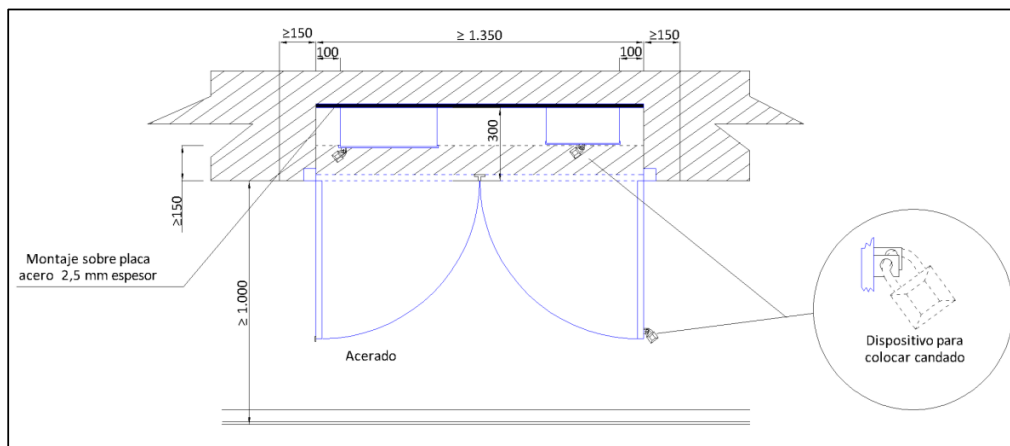 ≥150
≥ 1.350
≥150
100
100
300
≥150
Montaje sobre placa
acero 2,5 mm espesor
≥ 1.000
Acerado
Dispositivo para
colocar candado